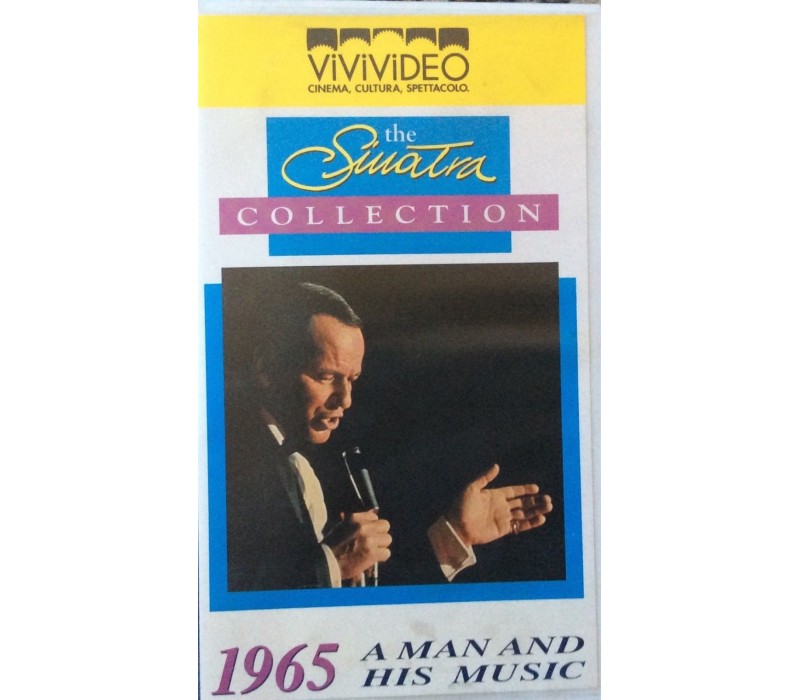 ViViViDEO
CINEMA, CULTURA, SPETTACOLO.
the
Sinatra
COLLECTION
1965 A MAN AND
HIS MUSIC